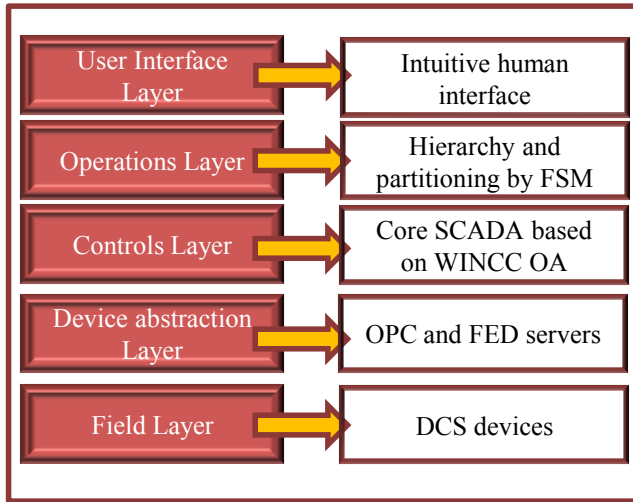 User Interface
Layer
Intuitive human
interface
Operations Layer
Hierarchy and
partitioning by FSM
Controls Layer
Core SCADA based
on WINCC OA
Device abstraction
Layer
OPC and FED servers
Field Layer
DCS devices